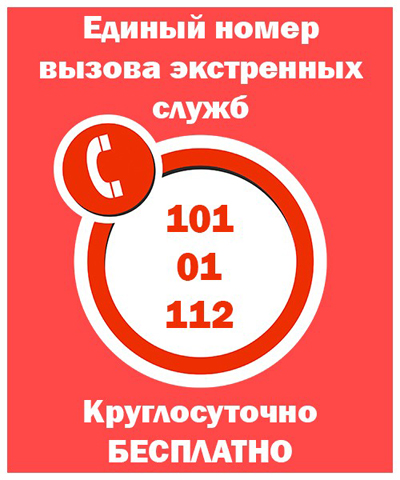 Единый номер
вызова экстренных
служб
101
01
112
Круглосуточно
БЕСПЛАТНО